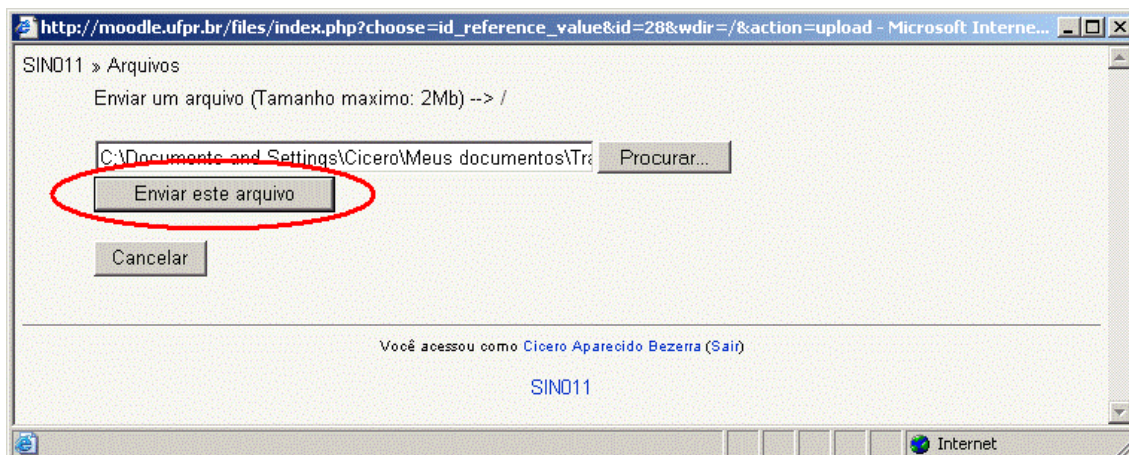 http://moodle.ufpr.br/files/index.php?choose=id_reference_value&id=28&wdir=/&action=upload - Microsoft Interne...
SIN011 » Arquivos
Enviar um arquivo (Tamanho maximo: 2Mb) --> /
C:\Documents and Settings\Cicero\Meus documentos\Tra Procurar...
Enviar este arquivo
Cancelar
Você acessou como Cicero Aparecido Bezerra (Sair)
SIN011
Internet